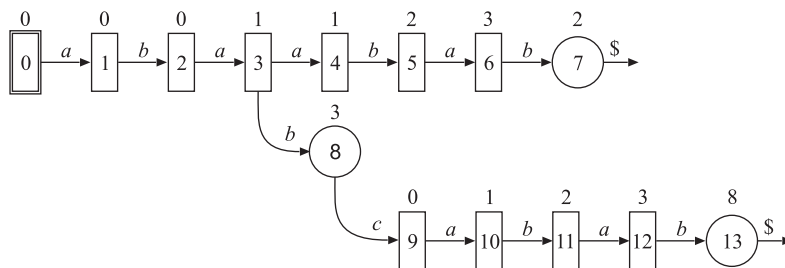 0 0 0 1 1 2 3 2
0 a 1 b 2 a 3 a 4 b 5 a 6 b 7 $
3
b 8
0 1 2 3 8
c 9 a 10 b 11 a 12 b 13 $